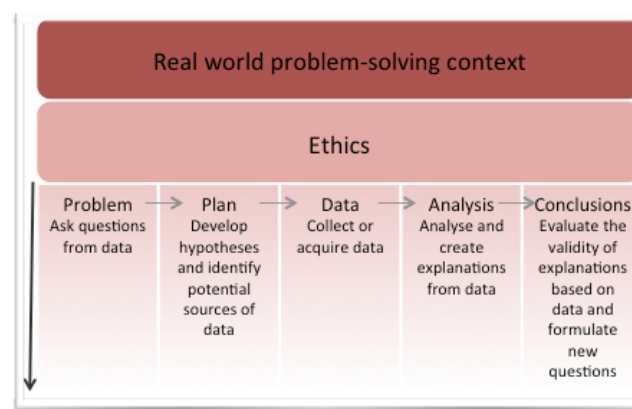 Real world problem-solving context
Ethics
Problem
Ask questions
from data
Plan
Develop
hypotheses
and identify
potential
sources of
data
Data
Collect or
acquire data
Analysis
Analyse and
create
explanations
from data
Conclusions
Evaluate the
validity of
explanations
based on
data and
formulate
new
questions